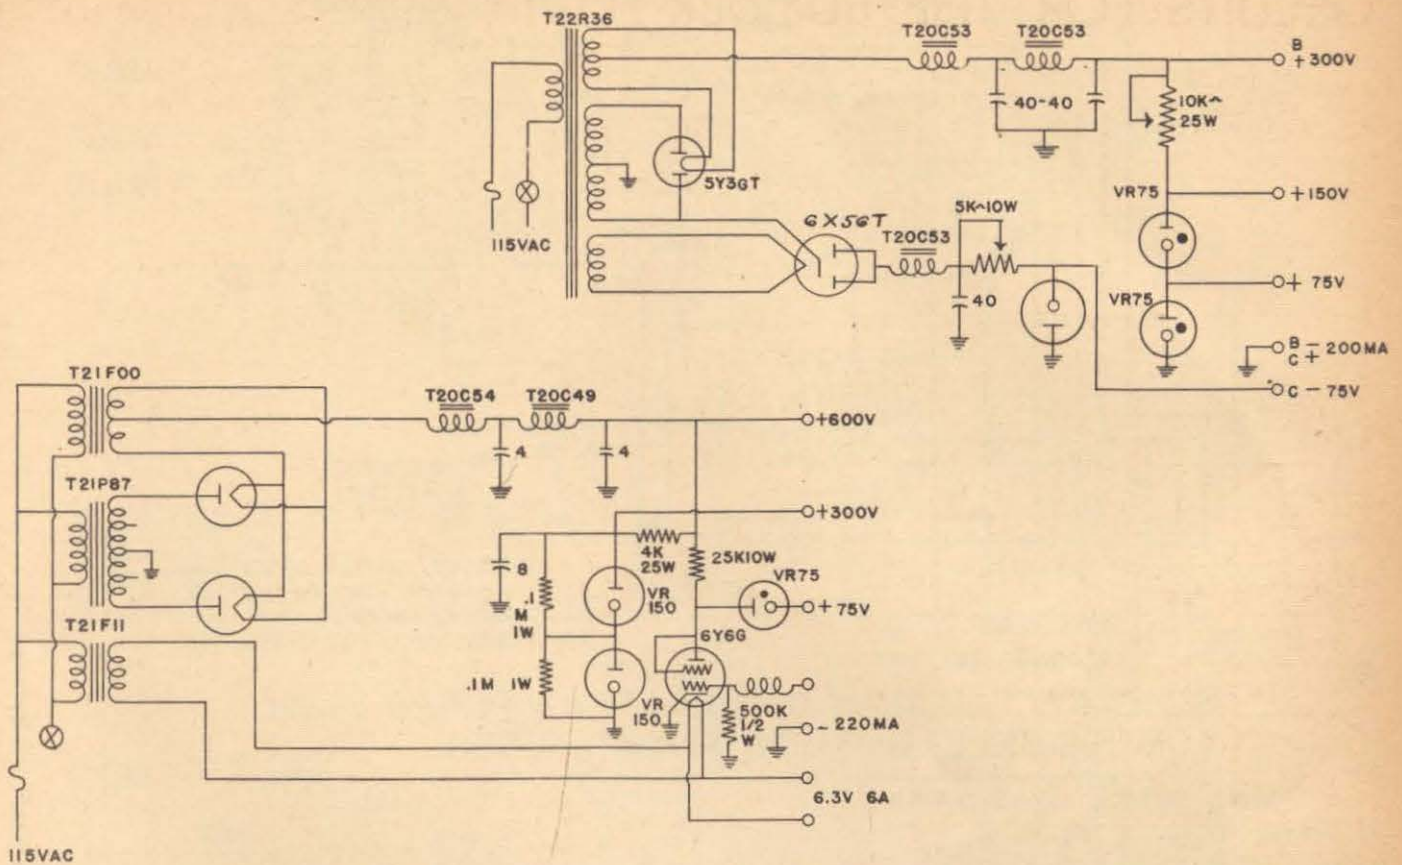 T22R36
T20C53
T20C53
B
+300V
40-40
10K~
25W
5Y3GT
VR75
+150V
5K~10W
6X5GT
115VAC
T20C53
+ 75V
40
VR75
B - 200MA
C +
C - 75V
T21F00
T20C54
T20C49
+600V
4
4
T21P87
+300V
4K
25W
25K10W
8
VR75
VR
150
.1
M
1W
+ 75V
T21F11
6Y6G
.1M 1W
VR
150
500K
1/2
W
- 220MA
6.3V 6A
115VAC